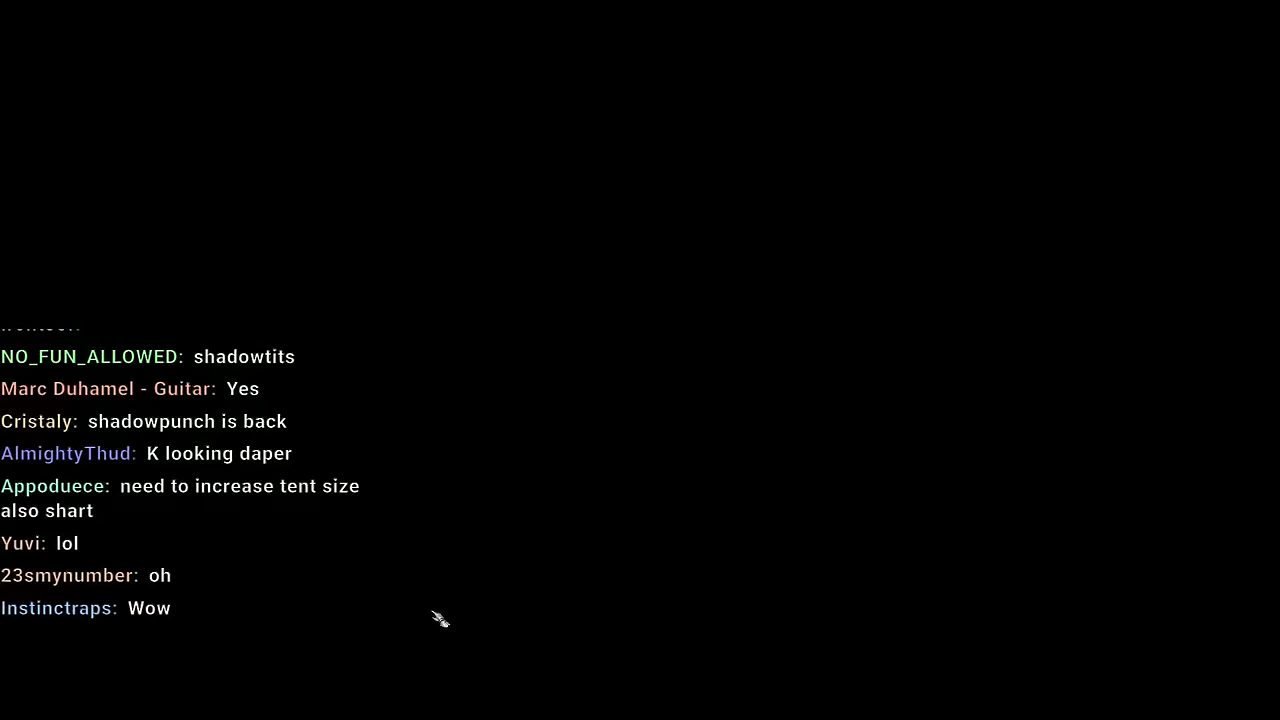 NO_FUN_ALLOWED: shadowtits
Marc Duhamel - Guitar: Yes
Cristaly: shadowpunch is back
AlmightyThud: K looking daper
Appoduece: need to increase tent size
also shart
Yuvi: lol
23smynumber: oh
Instinctraps: Wow